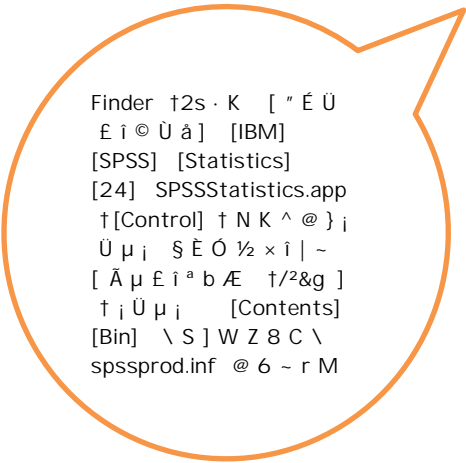 Finder †2s · K [ " É Ü
£ î © Ù å ] [IBM]
[SPSS] [Statistics]
[24] SPSSStatistics.app
†[Control] † N K ^ @ } ¡
Ü µ ¡ § È Ó ½ × î | ~
[ Ã µ £ î ª b Æ †/²&g ]
† ¡ Ü µ ¡ [Contents]
[Bin] \ S ] W Z 8 C \
spssprod.inf @ 6 ~ r M